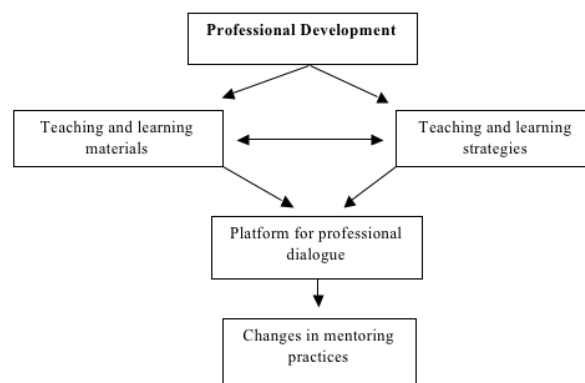 Professional Development
Teaching and learning
materials
Teaching and learning
strategies
Platform for professional
dialogue
Changes in mentoring
practices